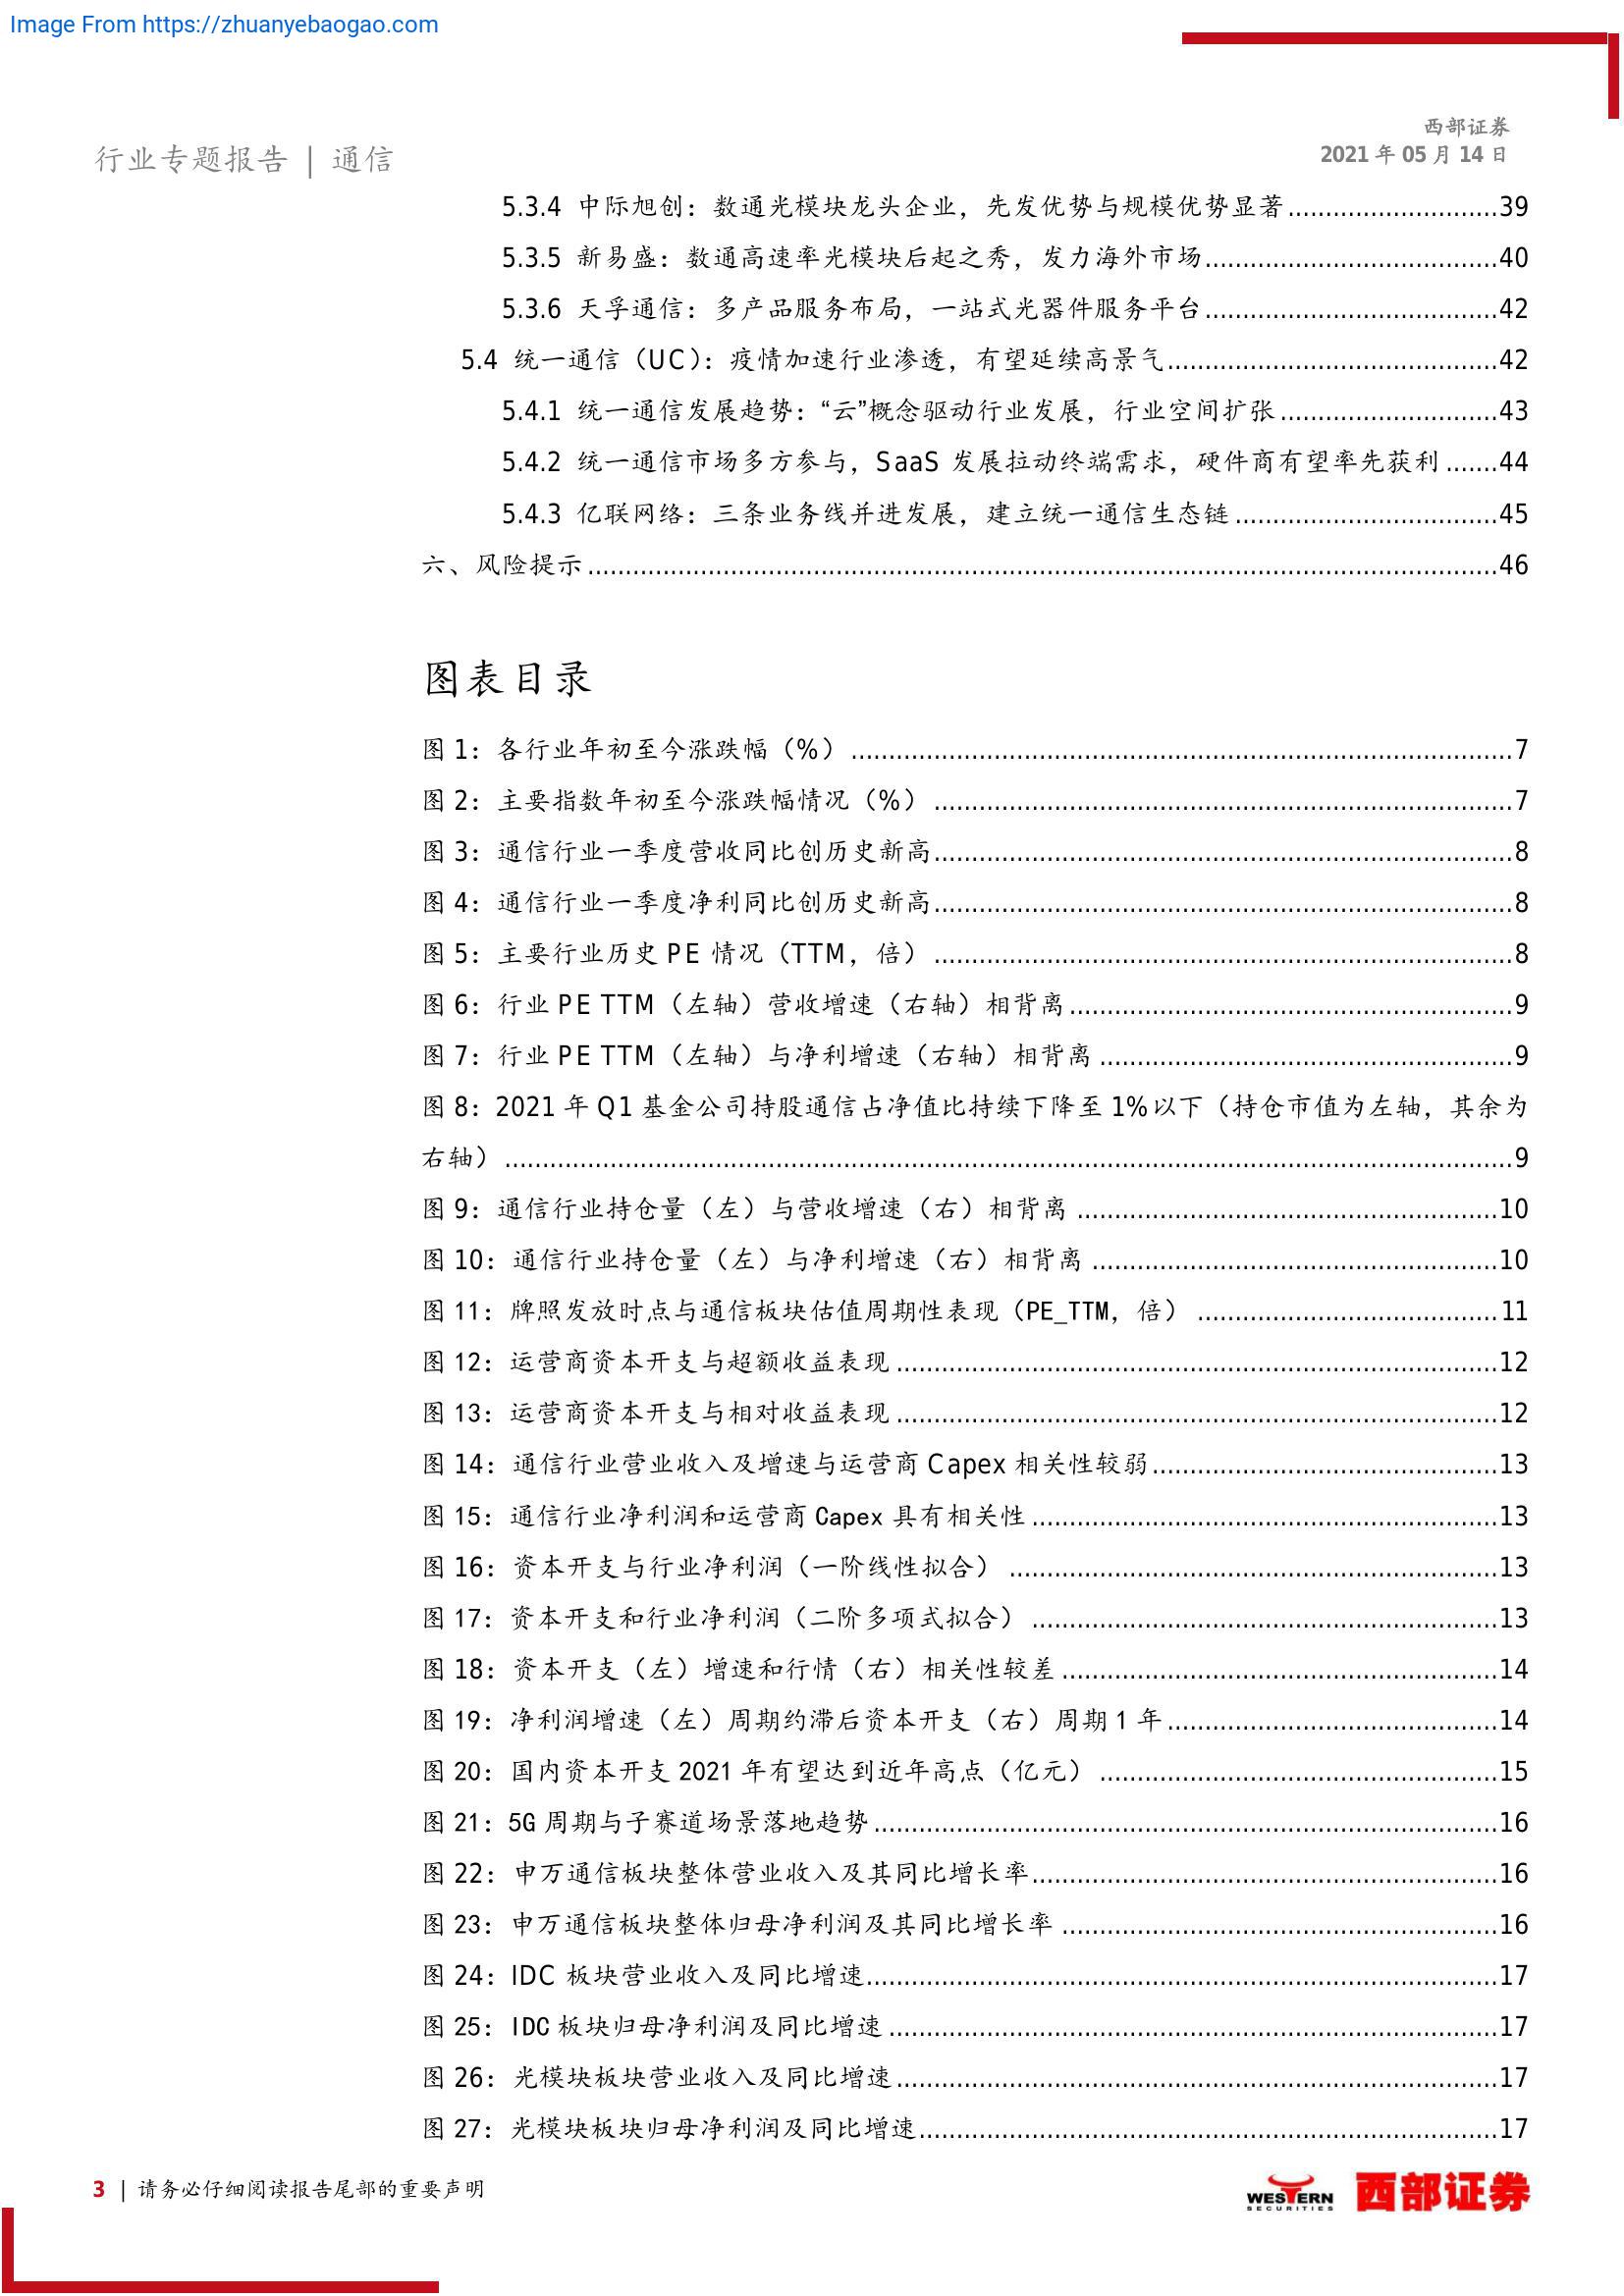 Image From https://zhuanyebaogao.com
西部证券
2021 年 05 月 14 日
行业专题报告 | 通信
5.3.4 中际旭创：数通光模块龙头企业，先发优势与规模优势显著............................39
5.3.5 新易盛：数通高速率光模块后起之秀，发力海外市场.......................................40
5.3.6 天孚通信：多产品服务布局，一站式光器件服务平台.......................................42
5.4 统一通信（UC）：疫情加速行业渗透，有望延续高景气............................................42
5.4.1 统一通信发展趋势：“云”概念驱动行业发展，行业空间扩张.............................43
5.4.2 统一通信市场多方参与，SaaS 发展拉动终端需求，硬件商有望率先获利.......44
5.4.3 亿联网络：三条业务线并进发展，建立统一通信生态链...................................45
六、风险提示.........................................................................................................................46
图表目录
图 1：各行业年初至今涨跌幅（%）........................................................................................7
图 2：主要指数年初至今涨跌幅情况（%）.............................................................................7
图 3：通信行业一季度营收同比创历史新高.............................................................................8
图 4：通信行业一季度净利同比创历史新高.............................................................................8
图 5：主要行业历史 PE 情况（TTM，倍）.............................................................................8
图 6：行业 PE TTM（左轴）营收增速（右轴）相背离...........................................................9
图 7：行业 PE TTM（左轴）与净利增速（右轴）相背离.......................................................9
图 8：2021 年 Q1 基金公司持股通信占净值比持续下降至 1%以下（持仓市值为左轴，其余为
右轴）......................................................................................................................................9
图 9：通信行业持仓量（左）与营收增速（右）相背离........................................................10
图 10：通信行业持仓量（左）与净利增速（右）相背离......................................................10
图 11：牌照发放时点与通信板块估值周期性表现（PE_TTM，倍）........................................11
图 12：运营商资本开支与超额收益表现................................................................................12
图 13：运营商资本开支与相对收益表现................................................................................12
图 14：通信行业营业收入及增速与运营商 Capex 相关性较弱..............................................13
图 15：通信行业净利润和运营商 Capex 具有相关性..............................................................13
图 16：资本开支与行业净利润（一阶线性拟合）.................................................................13
图 17：资本开支和行业净利润（二阶多项式拟合）..............................................................13
图 18：资本开支（左）增速和行情（右）相关性较差..........................................................14
图 19：净利润增速（左）周期约滞后资本开支（右）周期 1 年............................................14
图 20：国内资本开支 2021 年有望达到近年高点（亿元）.....................................................15
图 21：5G 周期与子赛道场景落地趋势...................................................................................16
图 22：申万通信板块整体营业收入及其同比增长率..............................................................16
图 23：申万通信板块整体归母净利润及其同比增长率..........................................................16
图 24：IDC 板块营业收入及同比增速....................................................................................17
图 25：IDC 板块归母净利润及同比增速.................................................................................17
图 26：光模块板块营业收入及同比增速................................................................................17
图 27：光模块板块归母净利润及同比增速.............................................................................17
3 | 请务必仔细阅读报告尾部的重要声明
WESTERN
SECURITIES
西部证券